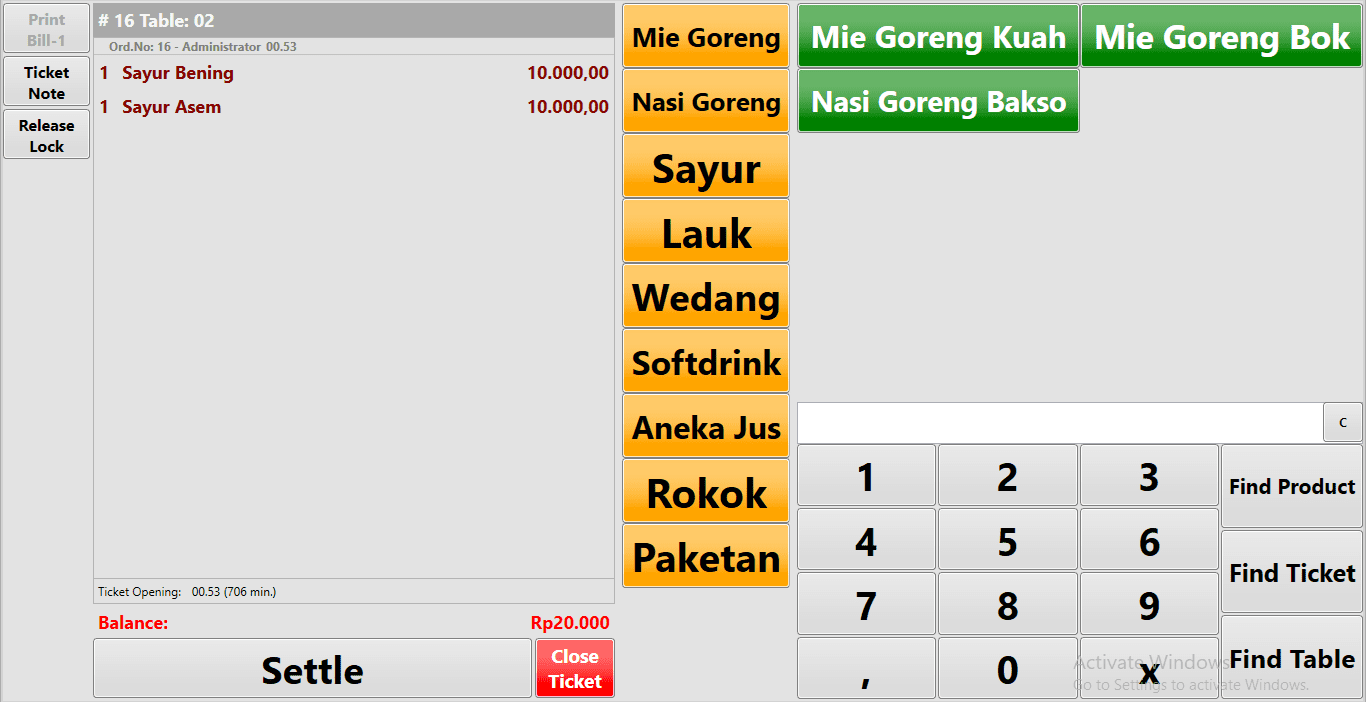 Print
Bill-1
Ticket
Note
Release
Lock
# 16 Table: 02
Ord.No: 16 - Administrator 00.53
1 Sayur Bening 10.000,00
1 Sayur Asem 10.000,00
Ticket Opening: 00.53 (706 min.)
Balance: Rp20.000
Settle
Close
Ticket
Mie Goreng
Nasi Goreng
Sayur
Lauk
Wedang
Softdrink
Aneka Jus
Rokok
Paketan
Mie Goreng Kuah
Mie Goreng Bok
Nasi Goreng Bakso
c
1 2 3
4 5 6
7 8 9
, 0 x
Find Product
Find Ticket
Find Table
Activate Windows
Go to Settings to activate Windows.